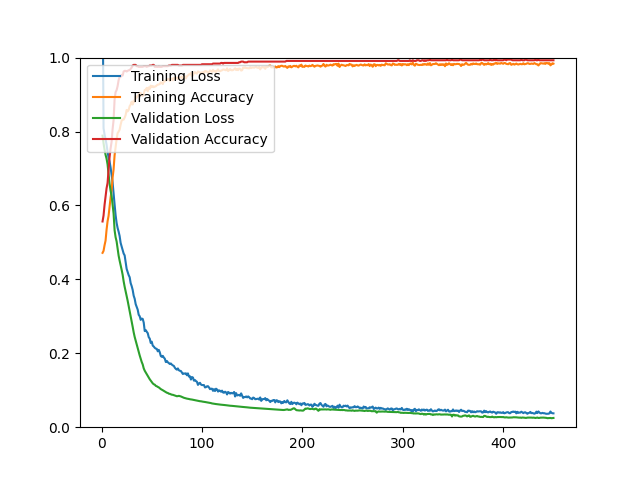 1.0
0.8
0.6
0.4
0.2
0.0
Training Loss
Training Accuracy
Validation Loss
Validation Accuracy
0 100 200 300 400